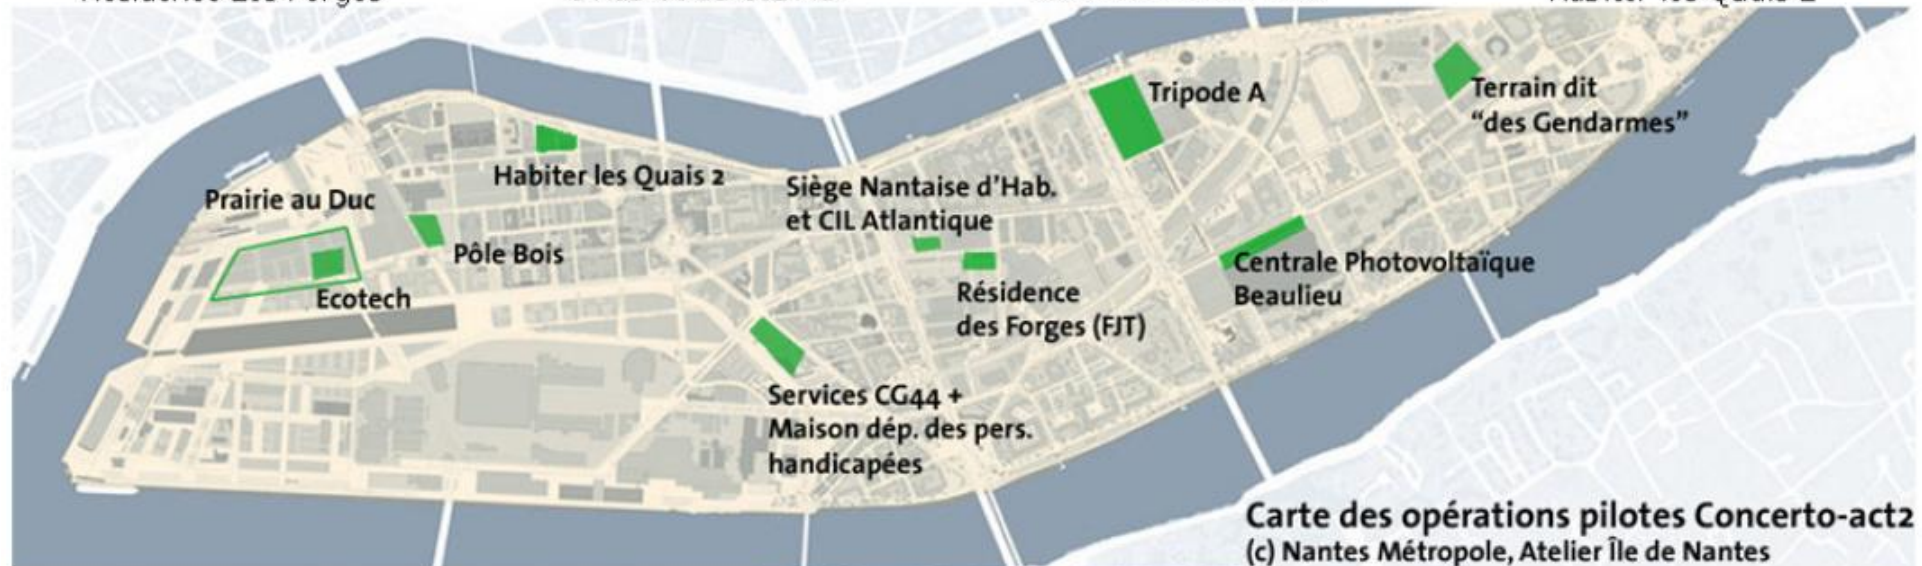 Tripode A
Terrain dit
“des Gendarmes”
Habiter les Quais 2
Siège Nantaise d’Hab.
et CIL Atlantique
Prairie au Duc
Pôle Bois
Centrale Photovoltaïque
Beaulieu
Ecotech
Résidence
des Forges (FJT)
Services CG44 +
Maison dép. des pers.
handicapées
Carte des opérations pilotes Concerto-act2
(c) Nantes Métropole, Atelier Île de Nantes